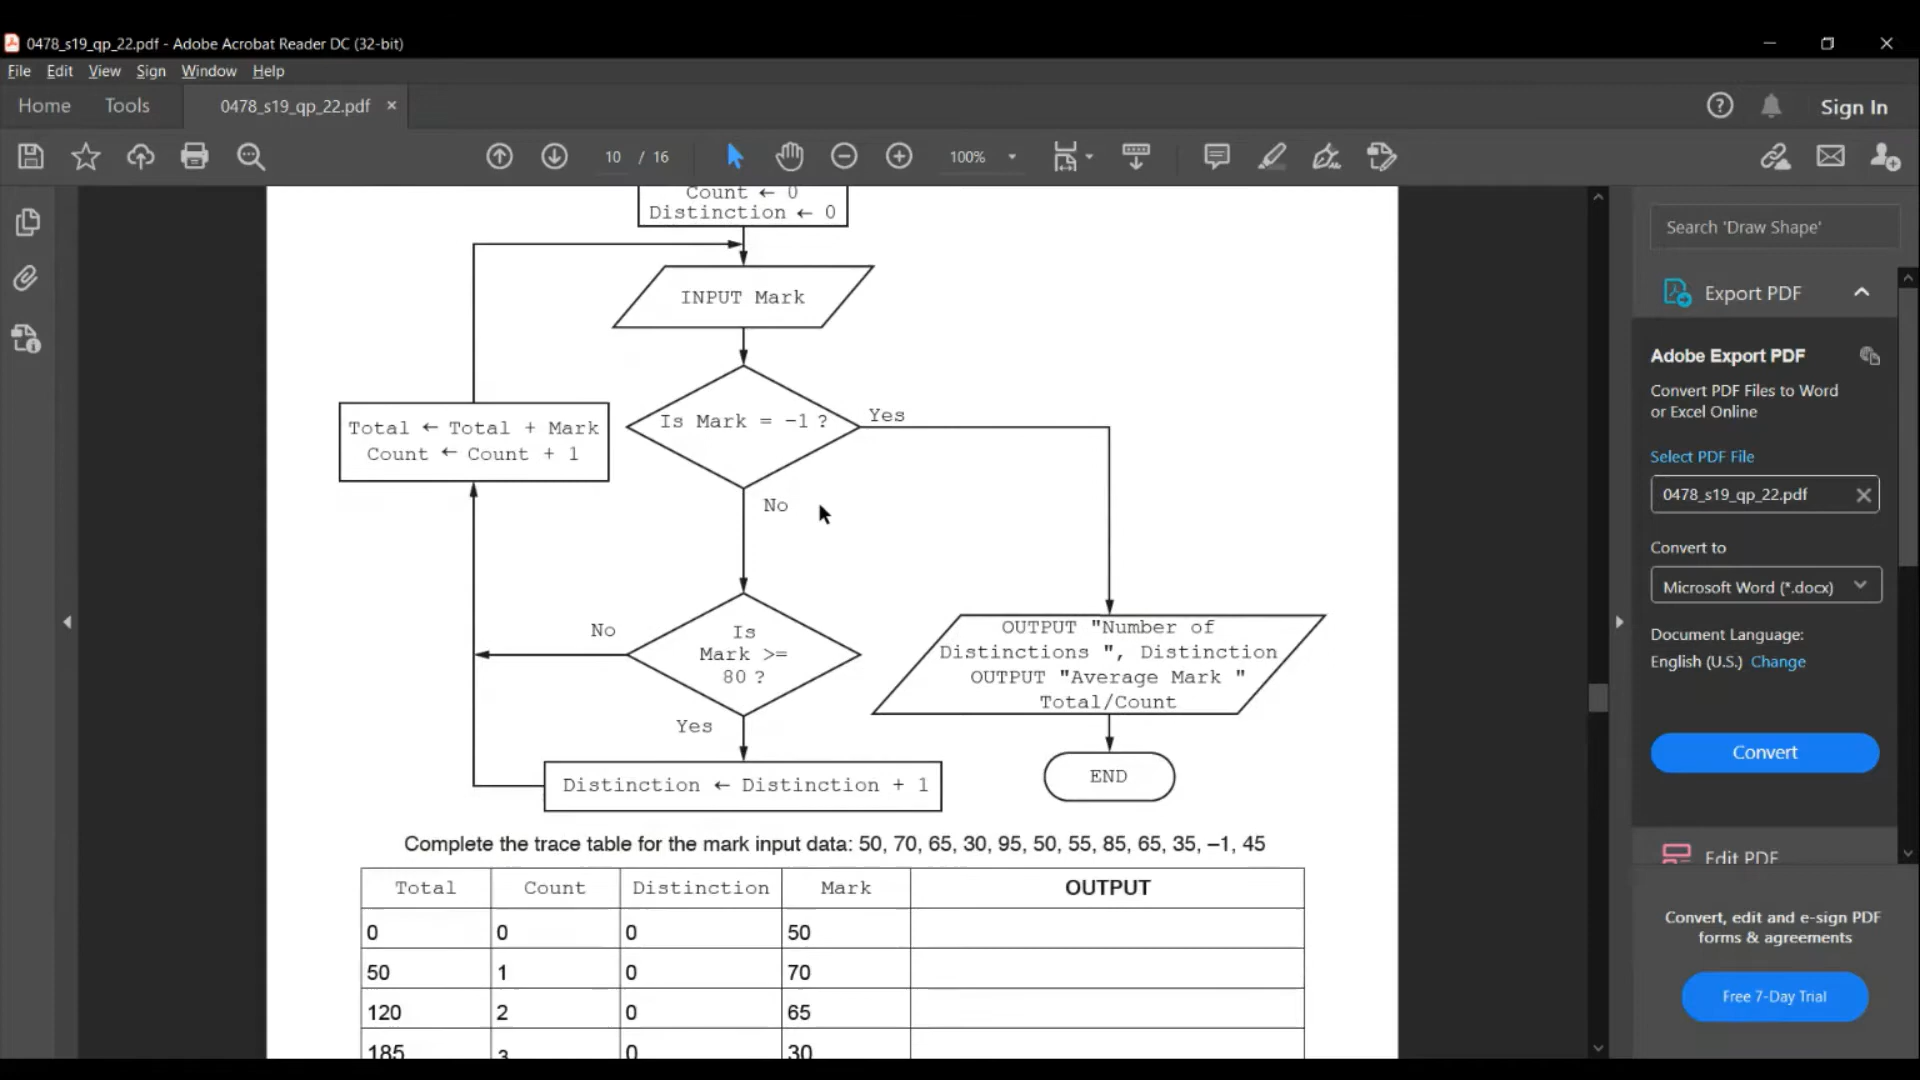 0478_s19_qp_22.pdf - Adobe Acrobat Reader DC (32-bit)
File Edit View Sign Window Help
Home Tools 0478_s19_qp_22.pdf × Sign In
10 / 16 100%
Count ← 0
Distinction ← 0
INPUT Mark
Is Mark = –1 ?
Yes
Total ← Total + Mark
Count ← Count + 1
No
No
Is
Mark >=
80 ?
Yes
Distinction ← Distinction + 1
OUTPUT "Number of
Distinctions ", Distinction
OUTPUT "Average Mark "
Total/Count
END
Complete the trace table for the mark input data: 50, 70, 65, 30, 95, 50, 55, 85, 65, 35, –1, 45
Total Count Distinction Mark OUTPUT
0 0 0 50
50 1 0 70
120 2 0 65
185 3 0 30
Search 'Draw Shape'
Export PDF
Adobe Export PDF
Convert PDF Files to Word
or Excel Online
Select PDF File
0478_s19_qp_22.pdf
Convert to
Microsoft Word (*.docx)
Document Language:
English (U.S.) Change
Convert
Edit PDF
Convert, edit and e-sign PDF
forms & agreements
Free 7-Day Trial